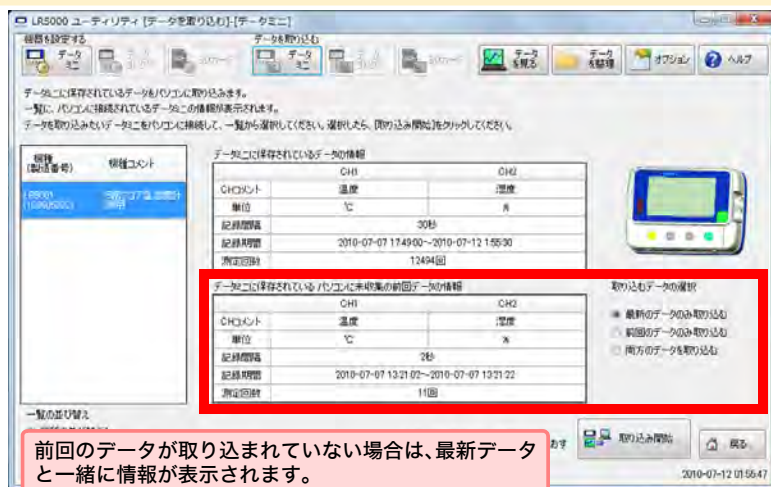 LR5000 ユーティリティ [データを取り込む]-[データミニ]
機器を設定する
データを取り込む
データ
ミニ
データ
ミニ
データ
を見る
データ
を整理
オプション
ヘルプ
データミニに保存されているデータをパソコンに取り込みます。
一覧に、パソコンに接続されているデータミニの情報が表示されます。
データを取り込みたいデータミニをパソコンに接続して、一覧から選択してください。選択したら、[取り込み開始]をクリックしてください。
機種
(製造番号)
機種コメント
LR5001
データミニに保存されているデータの情報
CH1 CH2
CHコメント 温度 湿度
単位 ℃ %
記録間隔 30秒
記録期間 2010-07-07 17:49:00~2010-07-12 1:55:30
測定回数 12494回
データミニに保存されている パソコンに未収集の前回データの情報
CH1 CH2
CHコメント 温度 湿度
単位 ℃ %
記録間隔 2秒
記録期間 2010-07-07 13:21:02~2010-07-07 13:21:22
測定回数 11回
取り込むデータの選択
最新のデータのみ取り込む
前回のデータのみ取り込む
両方のデータを取り込む
一覧の並び替え
前回のデータが取り込まれていない場合は、最新データ
と一緒に情報が表示されます。
おす
取り込み開始
戻る
2010-07-12 01:55:47